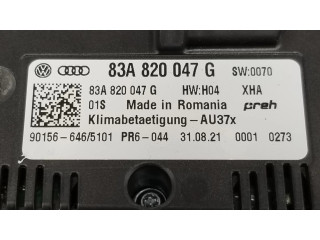 83A 820 047 G SW:0070
83A 820 047 G HW:H04 XHA
01S Made in Romania preh
Klimabetaetigung-AU37x
90156-646/5101 PR6-044 31.08.21 0001 0273